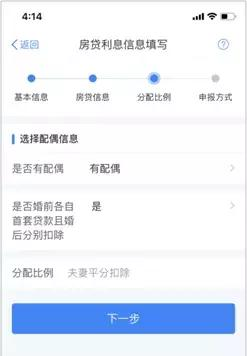 4:14
返回
房贷利息信息填写
基本信息
房贷信息
分配比例
申报方式
选择配偶信息
是否有配偶 有配偶
是否婚前各自 是
首套贷款且婚
后分别扣除
分配比例 夫妻平分扣除
下一步